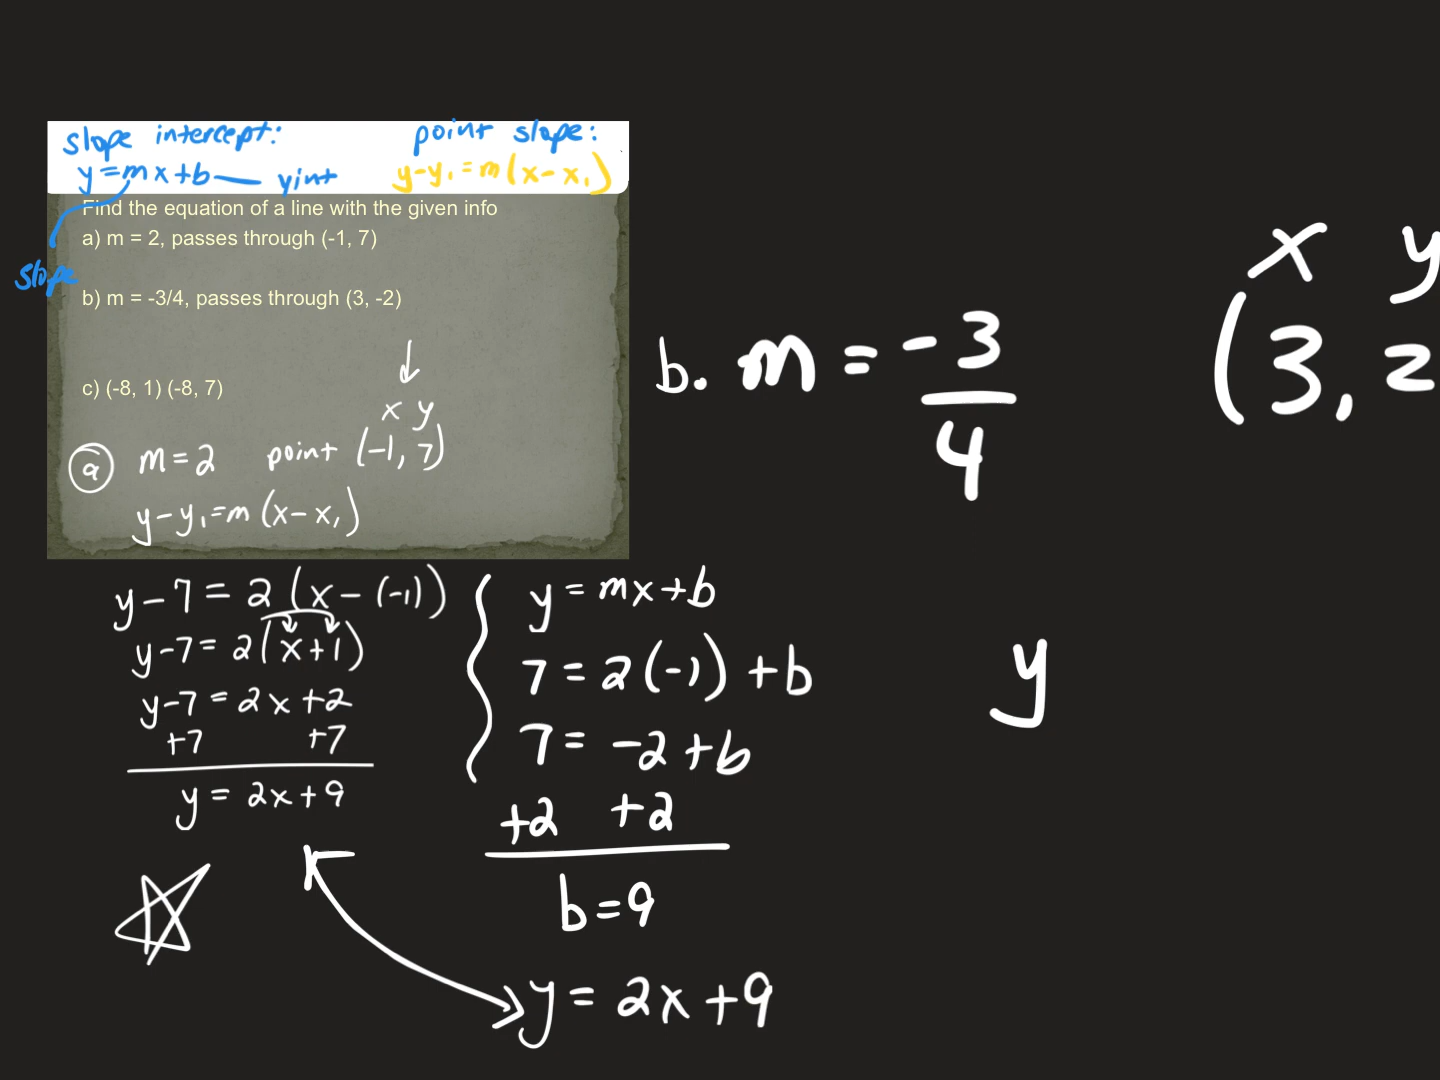 slope intercept: point slope:
y = mx + b — yint y - y₁ = m (x - x₁)
slope
Find the equation of a line with the given info
a) m = 2, passes through (-1, 7)
b) m = -3/4, passes through (3, -2)
c) (-8, 1) (-8, 7)
x y
a m = 2 point (-1, 7)
y - y₁ = m (x - x₁)
y - 7 = 2 (x - (-1))
y - 7 = 2 (x + 1)
y - 7 = 2x + 2
+7 +7
y = 2x + 9
y = mx + b
7 = 2 (-1) + b
7 = -2 + b
+2 +2
b = 9
y = 2x + 9
b. m = -3/4
x y
(3, 2
y